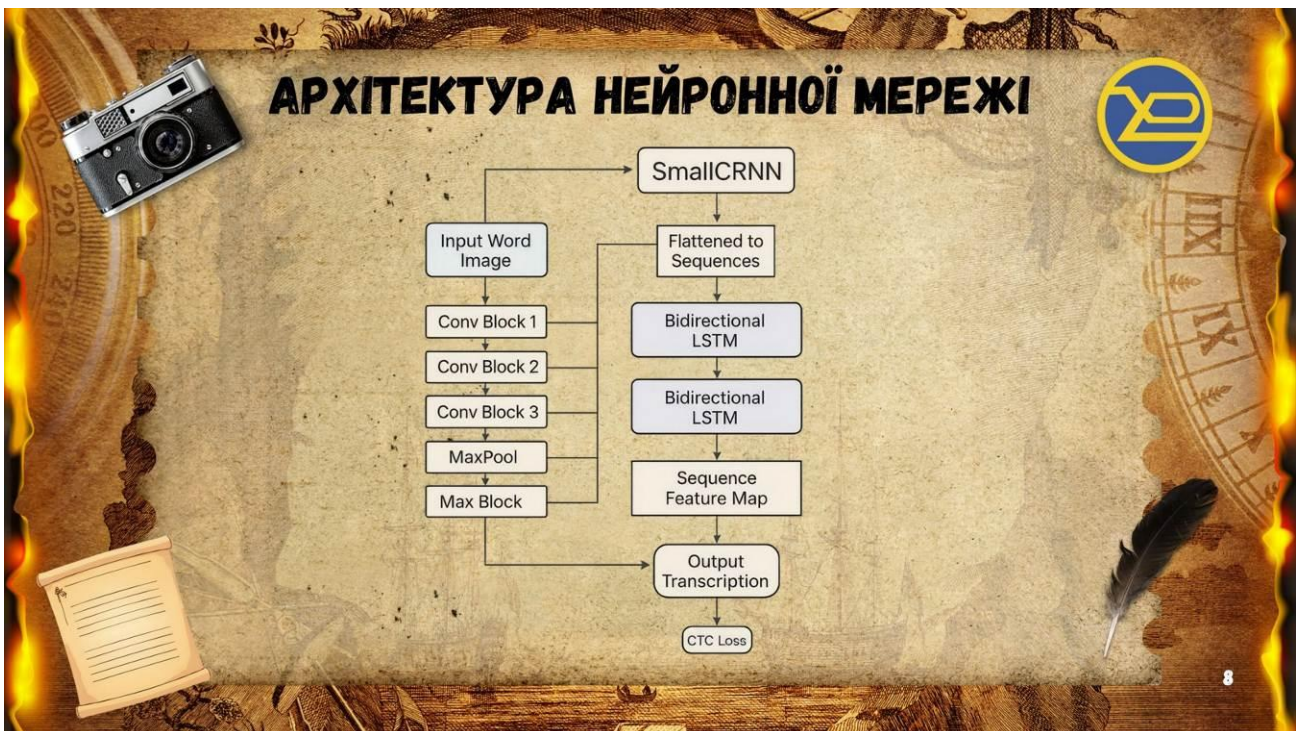 АРХІТЕКТУРА НЕЙРОННОЇ МЕРЕЖІ
SmallCRNN
Input Word
Image
Conv Block 1
Conv Block 2
Conv Block 3
MaxPool
Max Block
Flattened to
Sequences
Bidirectional
LSTM
Bidirectional
LSTM
Sequence
Feature Map
Output
Transcription
CTC Loss
8